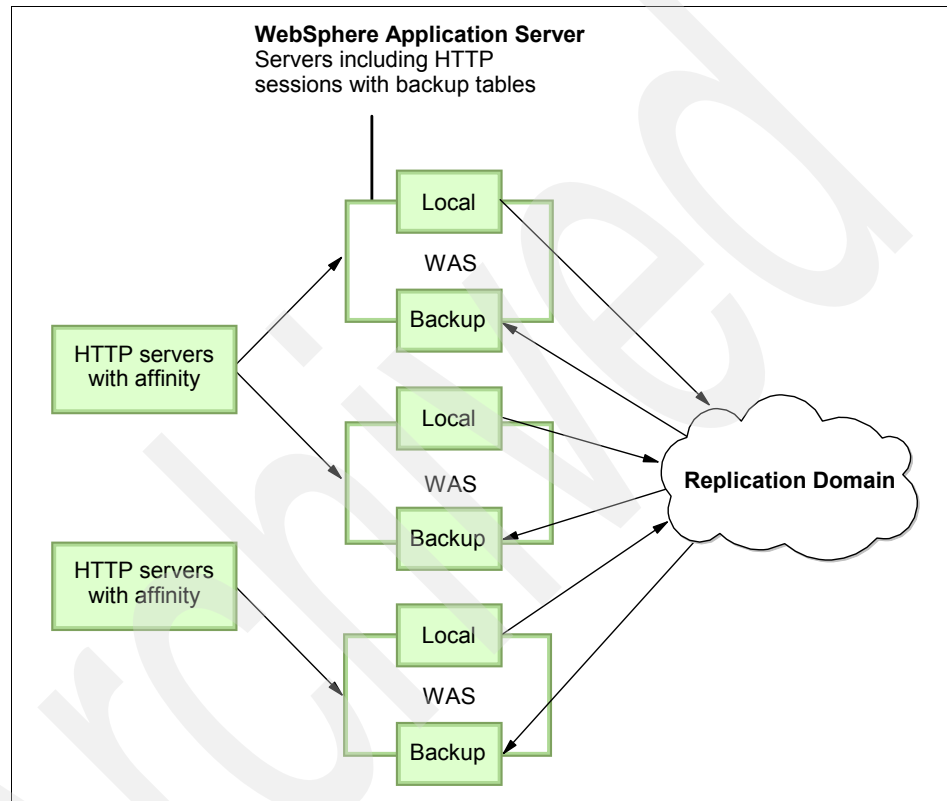 WebSphere Application Server
Servers including HTTP
sessions with backup tables
Local
WAS
Backup
HTTP servers
with affinity
Local
WAS
Backup
Replication Domain
HTTP servers
with affinity
Local
WAS
Backup
rchived